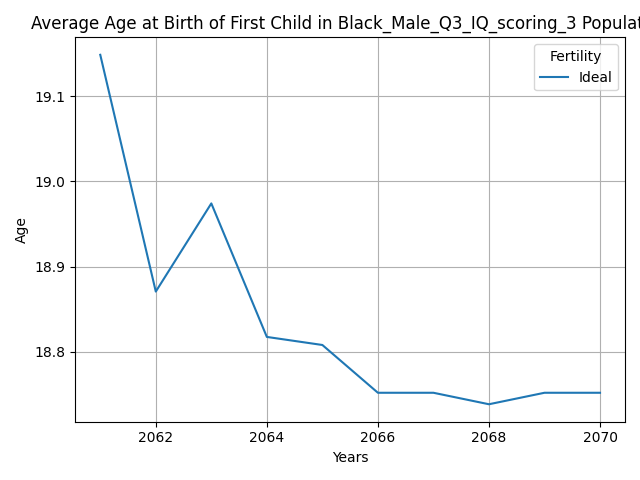 Average Age at Birth of First Child in Black_Male_Q3_IQ_scoring_3 Populat
Fertility
Ideal
19.1
19.0
18.9
18.8
Age
2062 2064 2066 2068 2070
Years